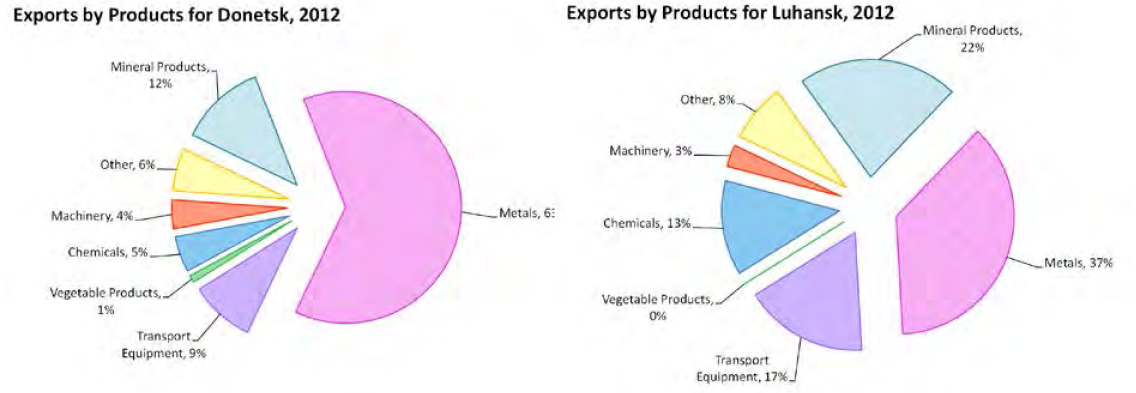 Exports by Products for Donetsk, 2012
Mineral Products,
12%
Other, 6%
Machinery, 4%
Chemicals, 5%
Vegetable Products,
1%
Transport
Equipment, 9%
Metals, 6
Exports by Products for Luhansk, 2012
Mineral Products,
22%
Other, 8%
Machinery, 3%
Chemicals, 13%
Vegetable Products,
0%
Transport
Equipment, 17%
Metals, 37%